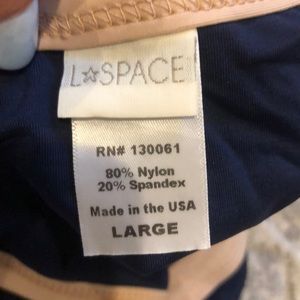 L☆SPACE
RN# 130061
80% Nylon
20% Spandex
Made in the USA
LARGE